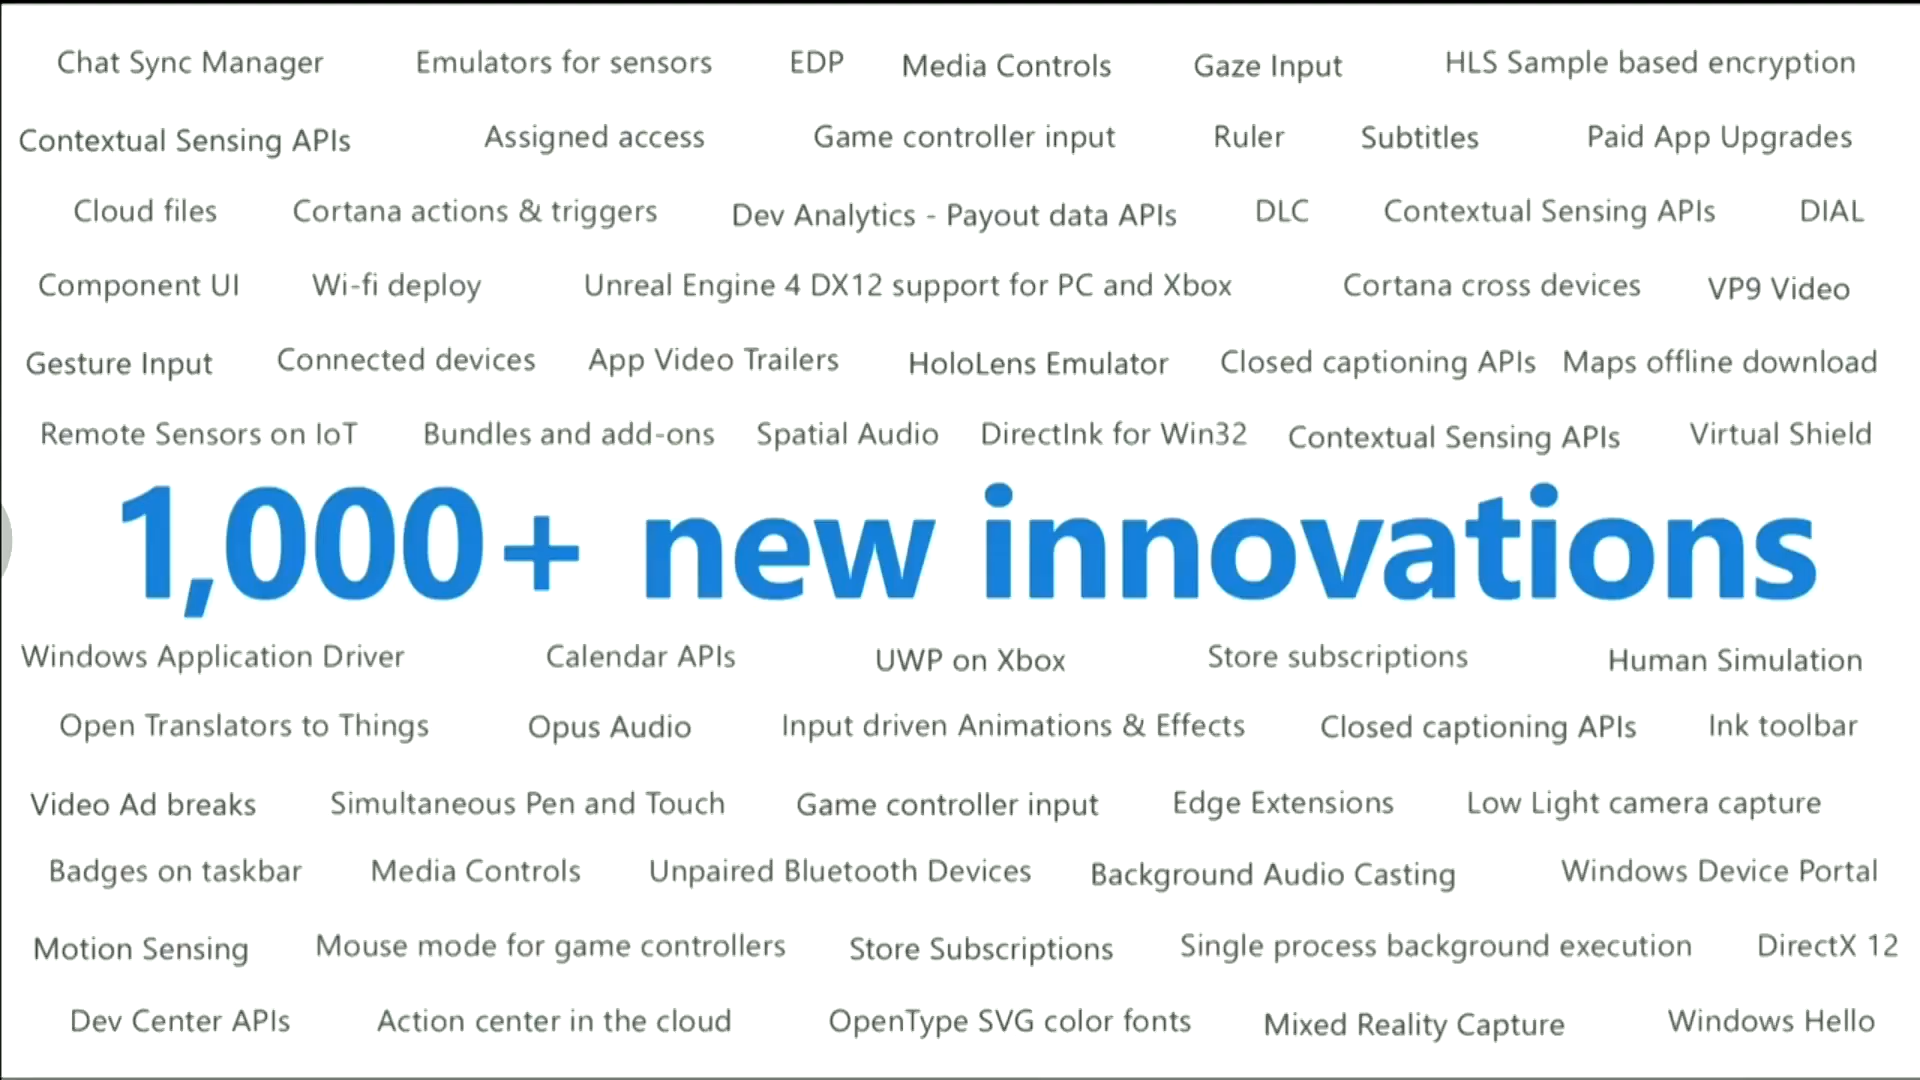 Chat Sync Manager Emulators for sensors EDP Media Controls Gaze Input HLS Sample based encryption
Contextual Sensing APIs Assigned access Game controller input Ruler Subtitles Paid App Upgrades
Cloud files Cortana actions & triggers Dev Analytics - Payout data APIs DLC Contextual Sensing APIs DIAL
Component UI Wi-fi deploy Unreal Engine 4 DX12 support for PC and Xbox Cortana cross devices VP9 Video
Gesture Input Connected devices App Video Trailers HoloLens Emulator Closed captioning APIs Maps offline download
Remote Sensors on IoT Bundles and add-ons Spatial Audio DirectInk for Win32 Contextual Sensing APIs Virtual Shield
1,000+ new innovations
Windows Application Driver Calendar APIs UWP on Xbox Store subscriptions Human Simulation
Open Translators to Things Opus Audio Input driven Animations & Effects Closed captioning APIs Ink toolbar
Video Ad breaks Simultaneous Pen and Touch Game controller input Edge Extensions Low Light camera capture
Badges on taskbar Media Controls Unpaired Bluetooth Devices Background Audio Casting Windows Device Portal
Motion Sensing Mouse mode for game controllers Store Subscriptions Single process background execution DirectX 12
Dev Center APIs Action center in the cloud OpenType SVG color fonts Mixed Reality Capture Windows Hello